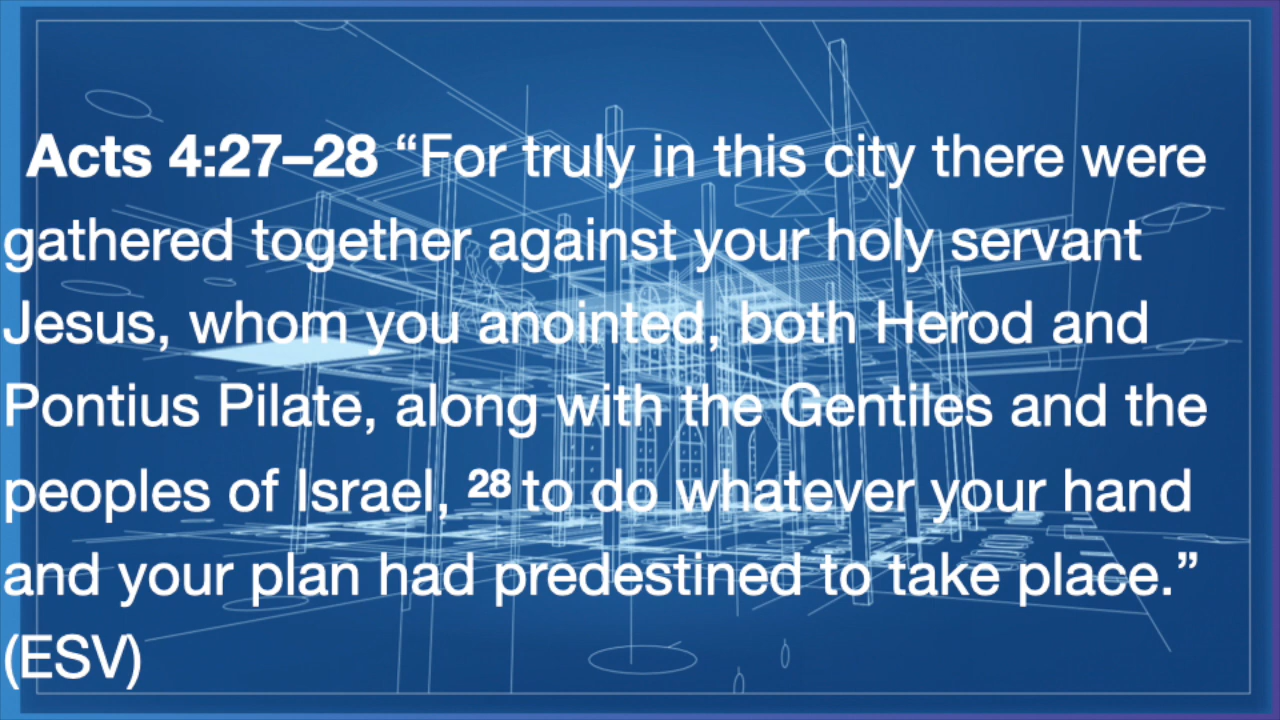 Acts 4:27–28 “For truly in this city there were
gathered together against your holy servant
Jesus, whom you anointed, both Herod and
Pontius Pilate, along with the Gentiles and the
peoples of Israel, 28 to do whatever your hand
and your plan had predestined to take place.”
(ESV)